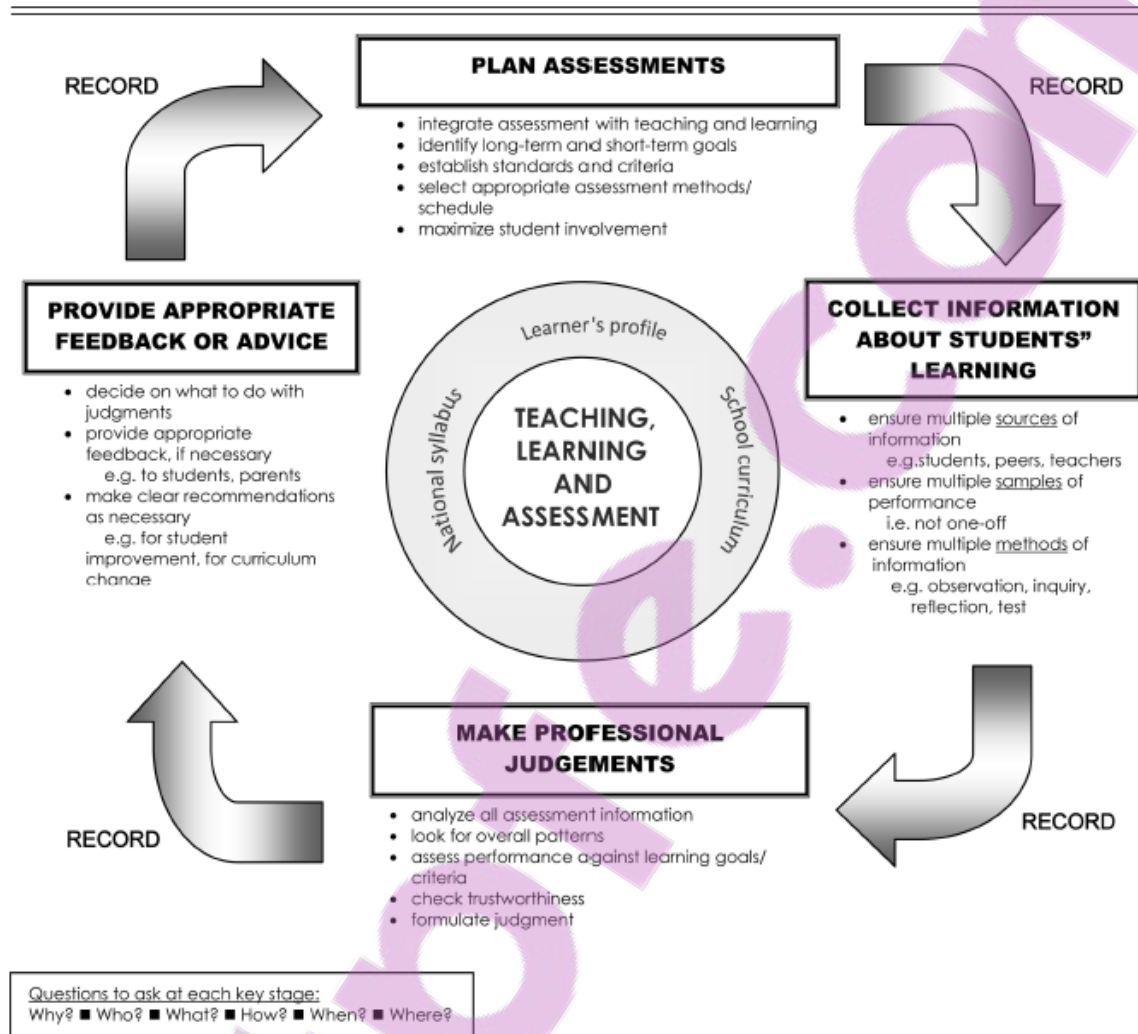 RECORD
PLAN ASSESSMENTS
RECORD
• integrate assessment with teaching and learning
• identify long-term and short-term goals
• establish standards and criteria
• select appropriate assessment methods/
schedule
• maximize student involvement
PROVIDE APPROPRIATE
FEEDBACK OR ADVICE
• decide on what to do with
judgments
• provide appropriate
feedback, if necessary
e.g. to students, parents
• make clear recommendations
as necessary
e.g. for student
improvement, for curriculum
change
Learner's profile
National syllabus
School curriculum
TEACHING,
LEARNING
AND
ASSESSMENT
COLLECT INFORMATION
ABOUT STUDENTS”
LEARNING
• ensure multiple sources of
information
e.g.students, peers, teachers
• ensure multiple samples of
performance
i.e. not one-off
• ensure multiple methods of
information
e.g. observation, inquiry,
reflection, test
RECORD
MAKE PROFESSIONAL
JUDGEMENTS
• analyze all assessment information
• look for overall patterns
• assess performance against learning goals/
criteria
• check trustworthiness
• formulate judgment
RECORD
Questions to ask at each key stage:
Why? ■ Who? ■ What? ■ How? ■ When? ■ Where?